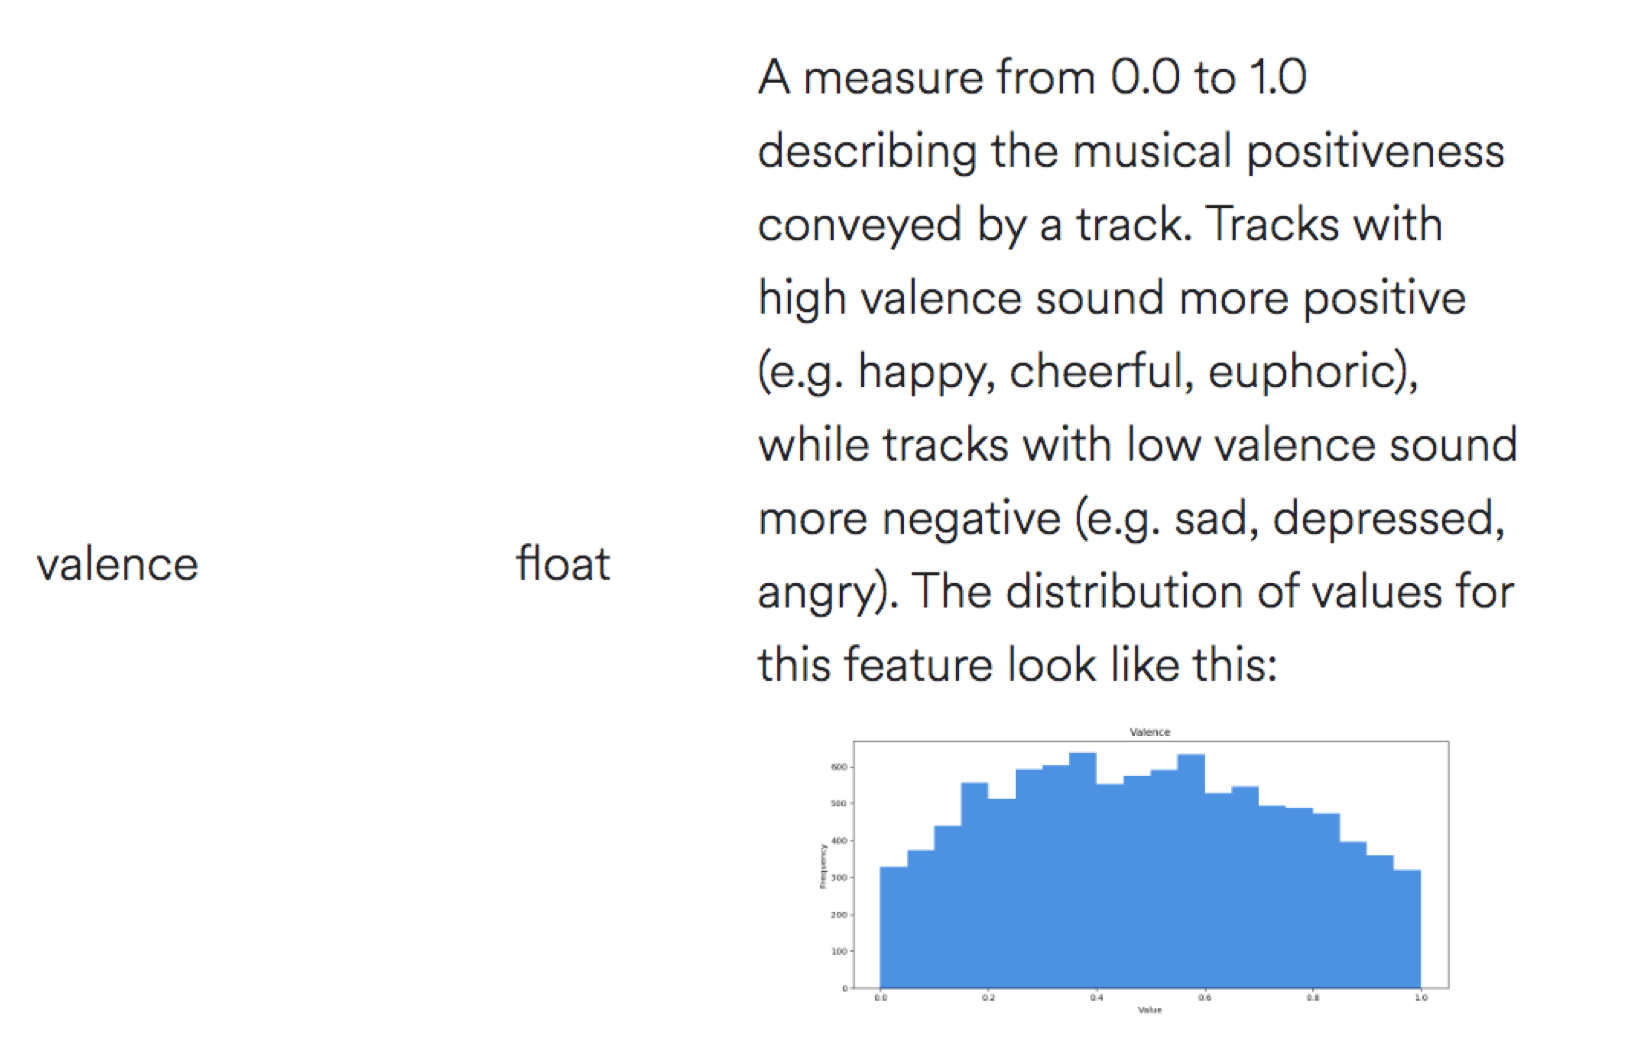 A measure from 0.0 to 1.0
describing the musical positiveness
conveyed by a track. Tracks with
high valence sound more positive
(e.g. happy, cheerful, euphoric),
while tracks with low valence sound
more negative (e.g. sad, depressed,
valence float
angry). The distribution of values for
this feature look like this:
Valence
600
500
400
300
200
100
0
Frequency
0.0 0.2 0.4 0.6 0.8 1.0
Value